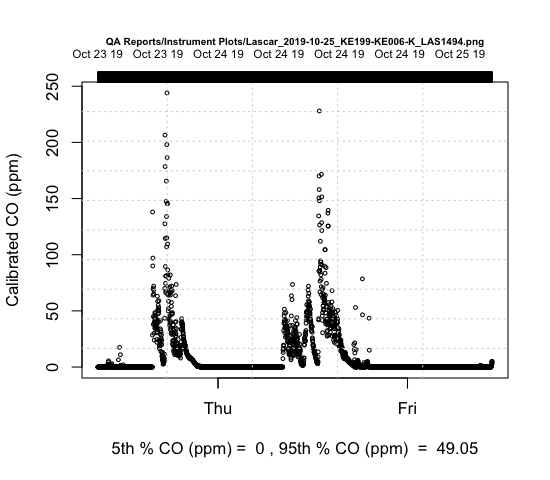 QA Reports/Instrument Plots/Lascar_2019-10-25_KE199-KE006-K_LAS1494.png
Oct 23 19 Oct 23 19 Oct 24 19 Oct 24 19 Oct 24 19 Oct 24 19 Oct 25 19
250
200
150
100
50
0
Calibrated CO (ppm)
Thu Fri
5th % CO (ppm) = 0 , 95th % CO (ppm) = 49.05